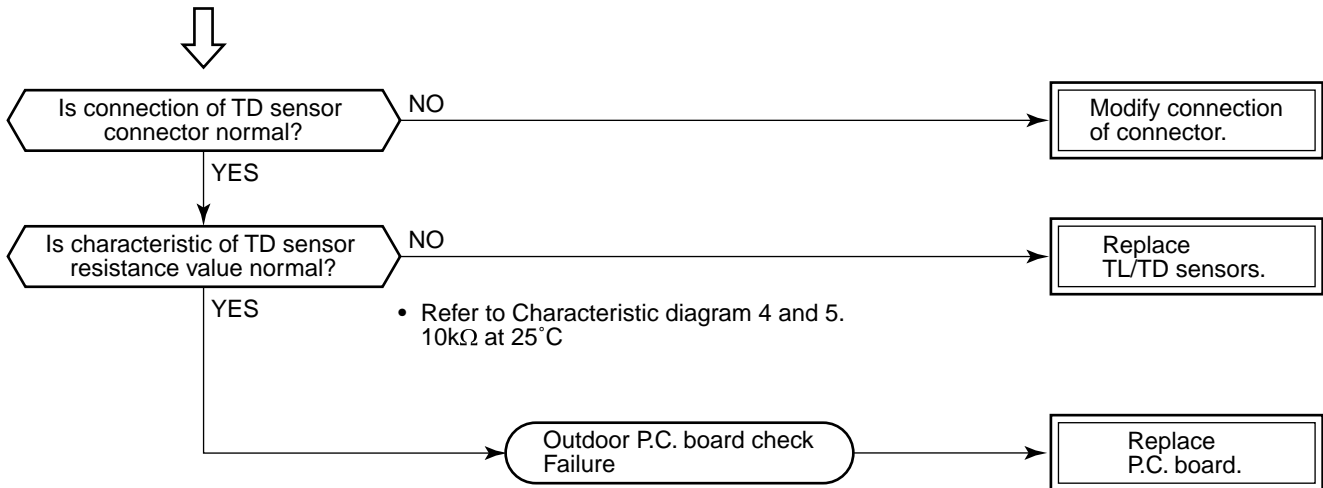 Is connection of TD sensor
connector normal?
NO
Modify connection
of connector.
YES
Is characteristic of TD sensor
resistance value normal?
NO
Replace
TL/TD sensors.
YES
• Refer to Characteristic diagram 4 and 5.
10kΩ at 25˚C
Outdoor P.C. board check
Failure
Replace
P.C. board.